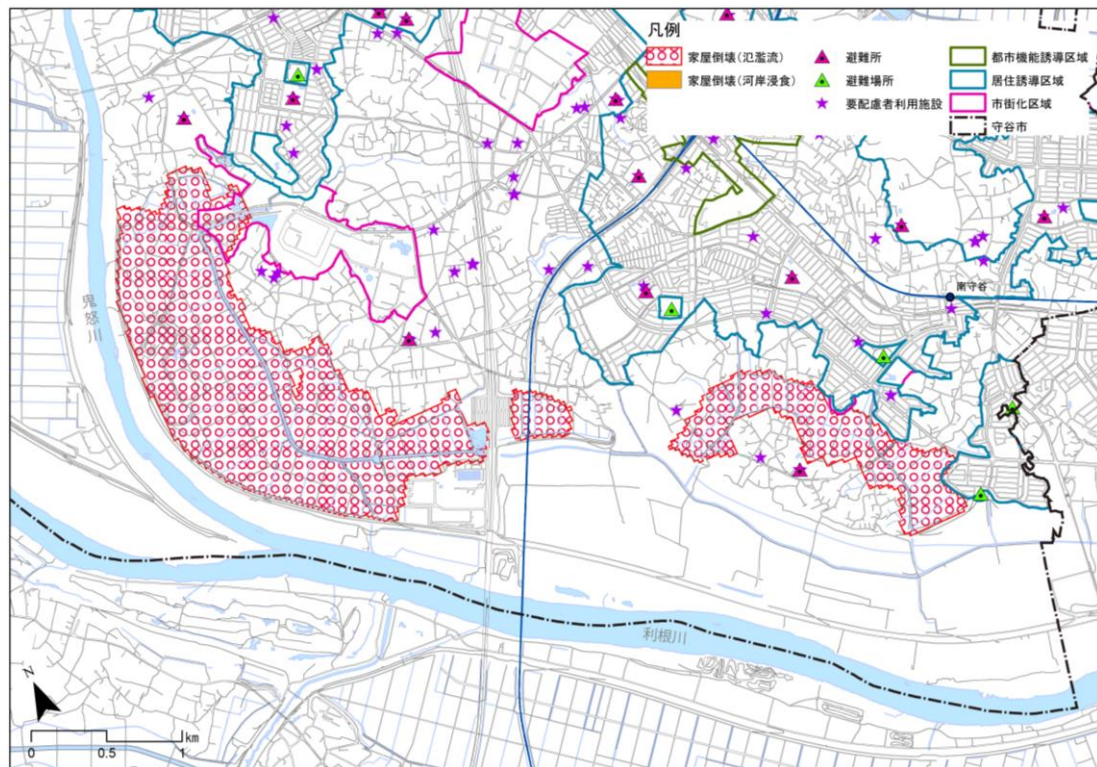 凡例
家屋倒壊(氾濫流)
家屋倒壊(河岸浸食)
避難所
避難場所
要配慮者利用施設
都市機能誘導区域
居住誘導区域
市街化区域
守谷市
南守谷
鬼怒川
利根川
N
km
0 0.5 1